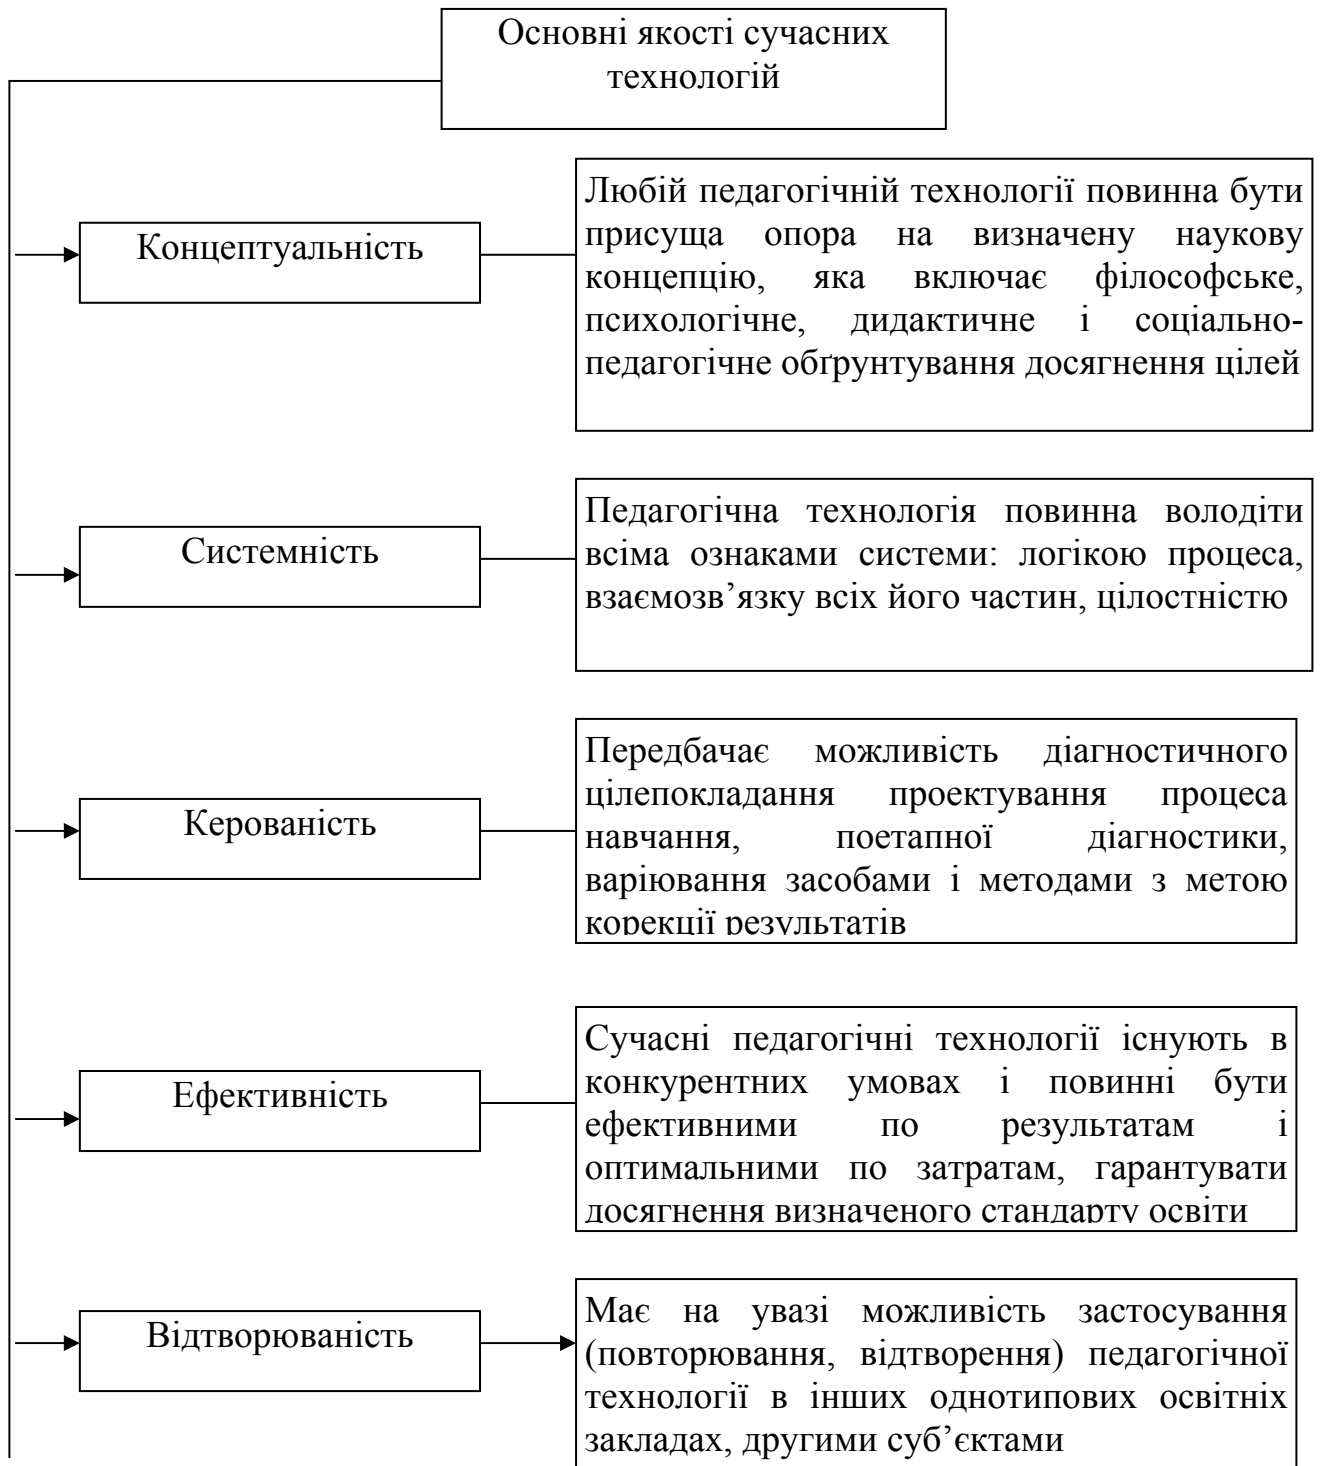 Основні якості сучасних
технологій
Концептуальність
Любій педагогічній технології повинна бути
присуща опора на визначену наукову
концепцію, яка включає філософське,
психологічне, дидактичне і соціально-
педагогічне обґрунтування досягнення цілей
Системність
Педагогічна технологія повинна володіти
всіма ознаками системи: логікою процеса,
взаємозв’язку всіх його частин, цілостністю
Керованість
Передбачає можливість діагностичного
цілепокладання проектування процеса
навчання, поетапної діагностики,
варіювання засобами і методами з метою
корекції результатів
Ефективність
Сучасні педагогічні технології існують в
конкурентних умовах і повинні бути
ефективними по результатам і
оптимальними по затратам, гарантувати
досягнення визначеного стандарту освіти
Відтворюваність
Має на увазі можливість застосування
(повторювання, відтворення) педагогічної
технології в інших однотипових освітніх
закладах, другими суб’єктами